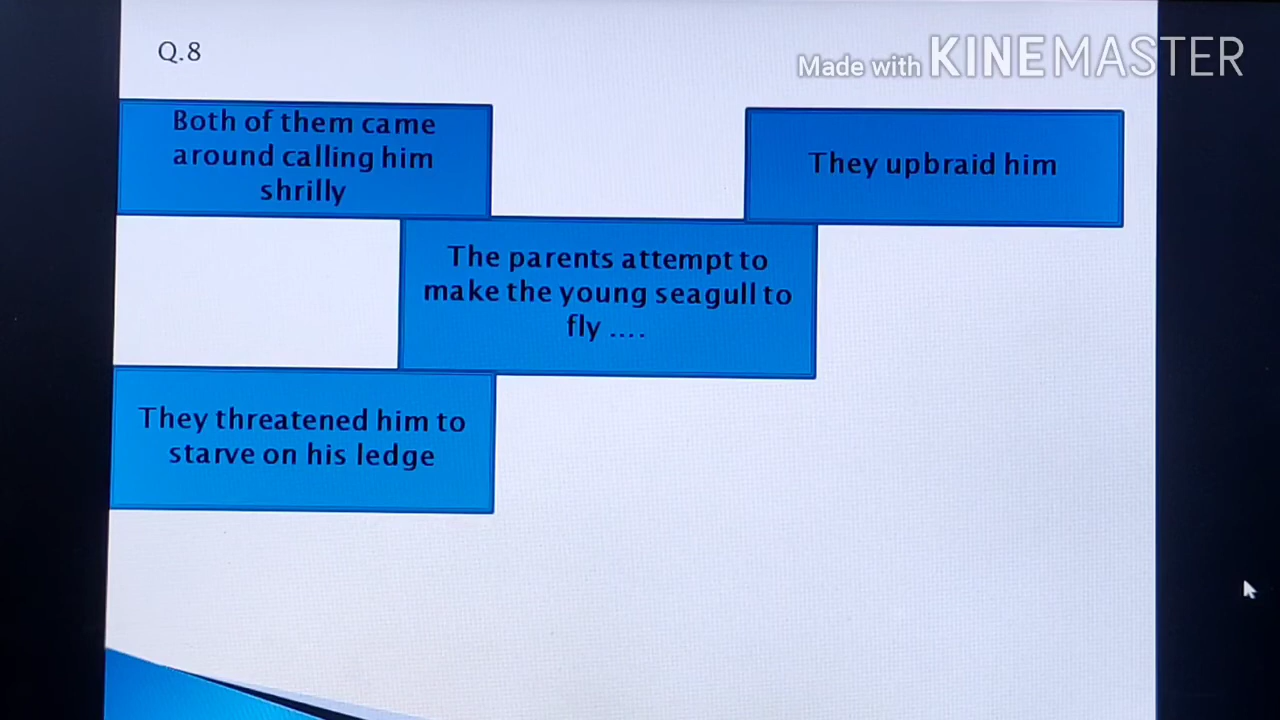 Q.8
Made with KINEMASTER
Both of them came
around calling him
shrilly
They upbraid him
The parents attempt to
make the young seagull to
fly ....
They threatened him to
starve on his ledge